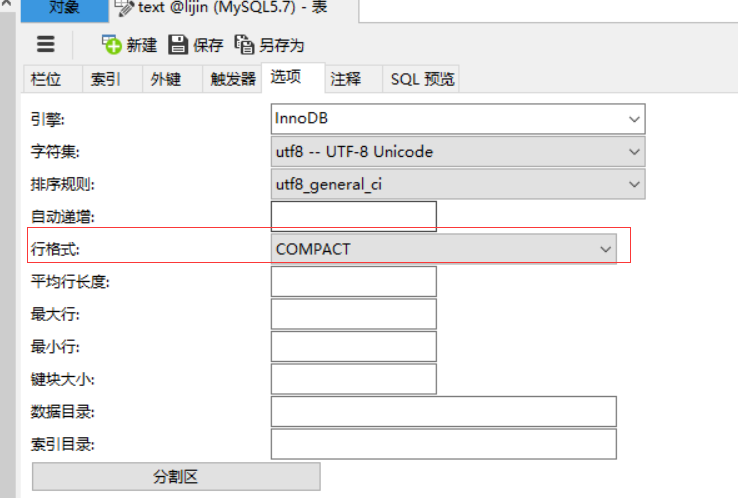 对象 text @lijin (MySQL5.7) - 表
新建 保存 另存为
栏位 索引 外键 触发器 选项 注释 SQL 预览
引擎: InnoDB
字符集: utf8 -- UTF-8 Unicode
排序规则: utf8_general_ci
自动递增:
行格式: COMPACT
平均行长度:
最大行:
最小行:
键块大小:
数据目录:
索引目录:
分割区